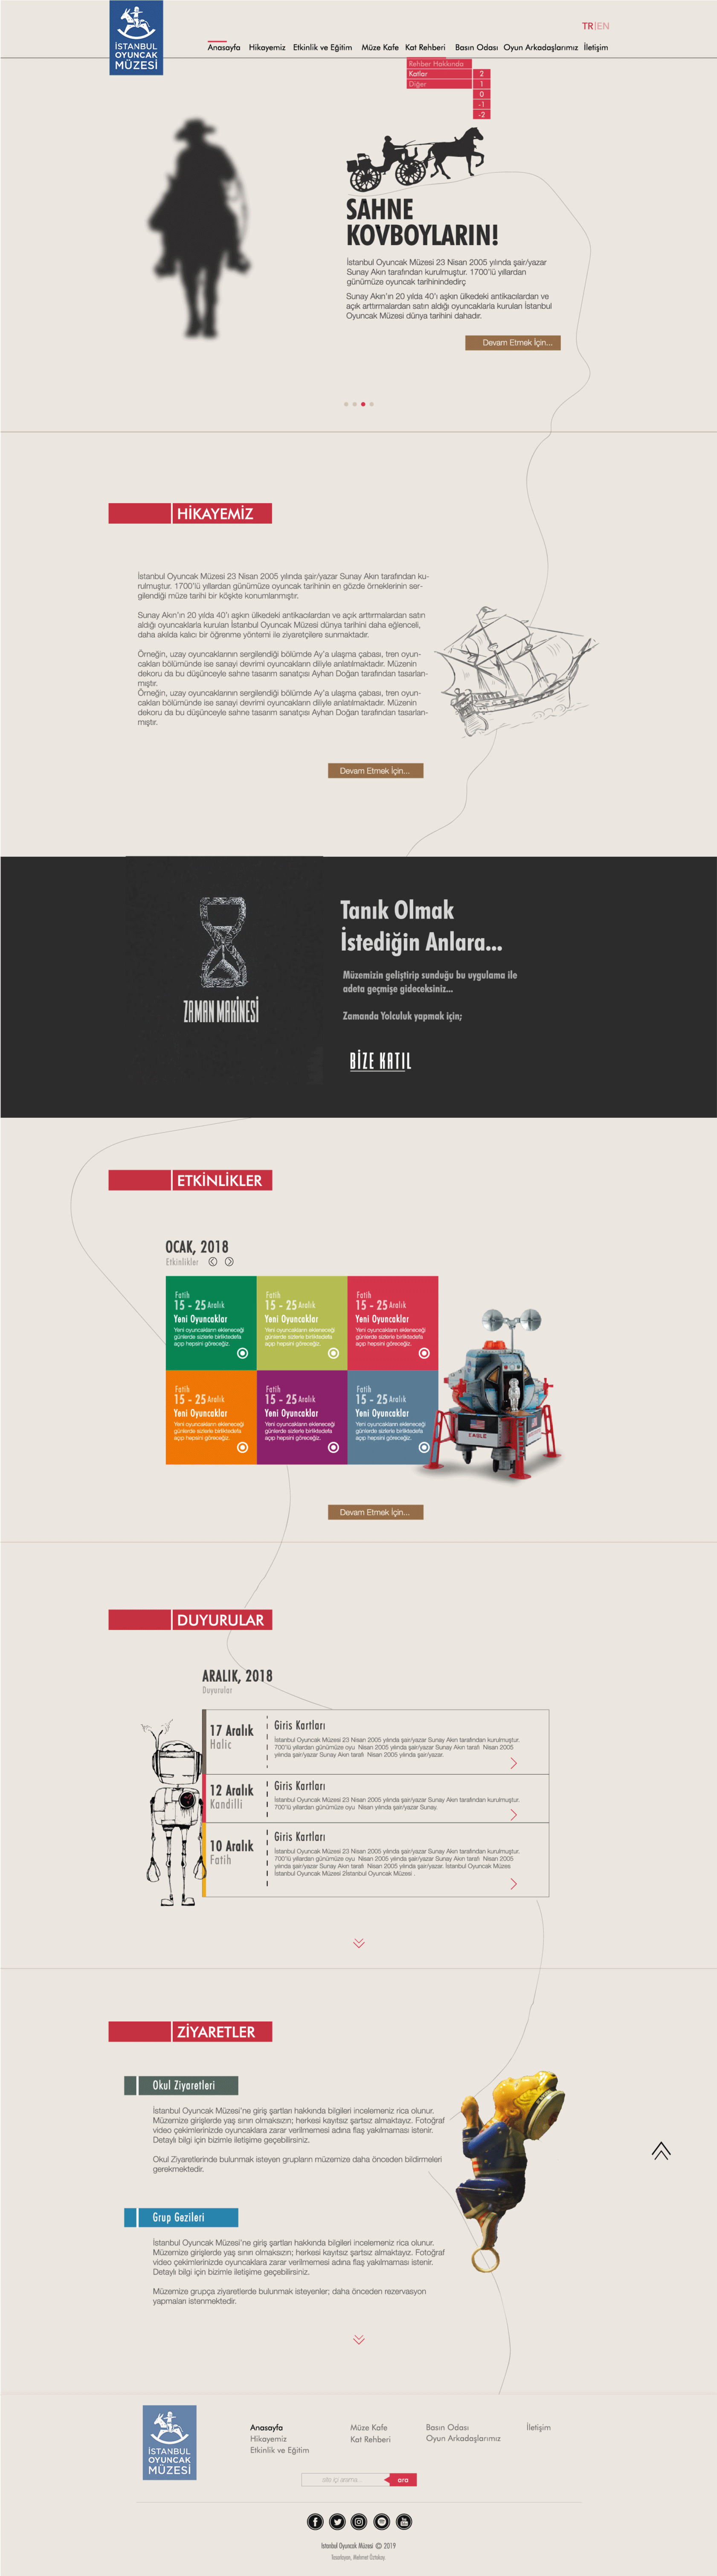 TR|EN
İSTANBUL
OYUNCAK
MÜZESİ
Anasayfa Hikayemiz Etkinlik ve Eğitim Müze Kafe Kat Rehberi Basın Odası Oyun Arkadaşlarımız İletişim
Rehber Hakkında
Katlar 2
Diğer 1
0
-1
-2
SAHNE
KOVBOYLARIN!
İstanbul Oyuncak Müzesi 23 Nisan 2005 yılında şair/yazar
Sunay Akın tarafından kurulmuştur. 1700'lü yıllardan
günümüze oyuncak tarihinindedirç
Sunay Akın'ın 20 yılda 40'ı aşkın ülkedeki antikacılardan ve
açık arttırmalardan satın aldığı oyuncaklarla kurulan İstanbul
Oyuncak Müzesi dünya tarihini dahadır.
Devam Etmek İçin...
HİKAYEMİZ
İstanbul Oyuncak Müzesi 23 Nisan 2005 yılında şair/yazar Sunay Akın tarafından ku-
rulmuştur. 1700'lü yıllardan günümüze oyuncak tarihinin en gözde örneklerinin ser-
gilendiği müze tarihi bir köşkte konumlanmıştır.
Sunay Akın'ın 20 yılda 40'ı aşkın ülkedeki antikacılardan ve açık arttırmalardan satın
aldığı oyuncaklarla kurulan İstanbul Oyuncak Müzesi dünya tarihini daha eğlenceli,
daha akılda kalıcı bir öğrenme yöntemi ile ziyaretçilere sunmaktadır.
Örneğin, uzay oyuncaklarının sergilendiği bölümde Ay'a ulaşma çabası, tren oyun-
cakları bölümünde ise sanayi devrimi oyuncakların diliyle anlatılmaktadır. Müzenin
dekoru da bu düşünceyle sahne tasarım sanatçısı Ayhan Doğan tarafından tasarlan-
mıştır.
Örneğin, uzay oyuncaklarının sergilendiği bölümde Ay'a ulaşma çabası, tren oyun-
cakları bölümünde ise sanayi devrimi oyuncakların diliyle anlatılmaktadır. Müzenin
dekoru da bu düşünceyle sahne tasarım sanatçısı Ayhan Doğan tarafından tasarlan-
mıştır.
Devam Etmek İçin...
ZAMAN MAKİNESİ
Tanık Olmak
İstediğin Anlara...
Müzemizin geliştirip sunduğu bu uygulama ile
adeta geçmişe gideceksiniz...
Zamanda Yolculuk yapmak için;
BİZE KATIL
ETKİNLİKLER
OCAK, 2018
Etkinlikler
Fatih
15 - 25 Aralık
Yeni Oyuncaklar
Yeni oyuncakların ekleneceği
günlerde sizlerle birliktedefa
açıp hepsini göreceğiz.
Fatih
15 - 25 Aralık
Yeni Oyuncaklar
Yeni oyuncakların ekleneceği
günlerde sizlerle birliktedefa
açıp hepsini göreceğiz.
Fatih
15 - 25 Aralık
Yeni Oyuncaklar
Yeni oyuncakların ekleneceği
günlerde sizlerle birliktedefa
açıp hepsini göreceğiz.
Fatih
15 - 25 Aralık
Yeni Oyuncaklar
Yeni oyuncakların ekleneceği
günlerde sizlerle birliktedefa
açıp hepsini göreceğiz.
Fatih
15 - 25 Aralık
Yeni Oyuncaklar
Yeni oyuncakların ekleneceği
günlerde sizlerle birliktedefa
açıp hepsini göreceğiz.
Fatih
15 - 25 Aralık
Yeni Oyuncaklar
Yeni oyuncakların ekleneceği
günlerde sizlerle birliktedefa
açıp hepsini göreceğiz.
EAGLE
Devam Etmek İçin...
DUYURULAR
ARALIK, 2018
Duyurular
17 Aralık
Halic
Giris Kartları
İstanbul Oyuncak Müzesi 23 Nisan 2005 yılında şair/yazar Sunay Akın tarafından kurulmuştur.
700'lü yıllardan günümüze oyu Nisan 2005 yılında şair/yazar Sunay Akın tarafı Nisan 2005
yılında şair/yazar Sunay Akın tarafı Nisan 2005 yılında şair/yazar.
12 Aralık
Kandilli
Giris Kartları
İstanbul Oyuncak Müzesi 23 Nisan 2005 yılında şair/yazar Sunay Akın tarafından kurulmuştur.
700'lü yıllardan günümüze oyu Nisan yılında şair/yazar Sunay.
10 Aralık
Fatih
Giris Kartları
İstanbul Oyuncak Müzesi 23 Nisan 2005 yılında şair/yazar Sunay Akın tarafından kurulmuştur.
700'lü yıllardan günümüze oyu Nisan 2005 yılında şair/yazar Sunay Akın tarafı Nisan 2005
yılında şair/yazar Sunay Akın tarafı Nisan 2005 yılında şair/yazar. İstanbul Oyuncak Müzes
İstanbul Oyuncak Müzesi 2İstanbul Oyuncak Müzesi .
ZİYARETLER
Okul Ziyaretleri
İstanbul Oyuncak Müzesi'ne giriş şartları hakkında bilgileri incelemeniz rica olunur.
Müzemize girişlerde yaş sınırı olmaksızın; herkesi kayıtsız şartsız almaktayız. Fotoğraf
video çekimlerinizde oyuncaklara zarar verilmemesi adına flaş yakılmaması istenir.
Detaylı bilgi için bizimle iletişime geçebilirsiniz.
Okul Ziyaretlerinde bulunmak isteyen grupların müzemize daha önceden bildirmeleri
gerekmektedir.
Grup Gezileri
İstanbul Oyuncak Müzesi'ne giriş şartları hakkında bilgileri incelemeniz rica olunur.
Müzemize girişlerde yaş sınırı olmaksızın; herkesi kayıtsız şartsız almaktayız. Fotoğraf
video çekimlerinizde oyuncaklara zarar verilmemesi adına flaş yakılmaması istenir.
Detaylı bilgi için bizimle iletişime geçebilirsiniz.
Müzemize grupça ziyaretlerde bulunmak isteyenler; daha önceden rezervasyon
yapmaları istenmektedir.
İSTANBUL
OYUNCAK
MÜZESİ
Anasayfa Müze Kafe Basın Odası İletişim
Hikayemiz Kat Rehberi Oyun Arkadaşlarımız
Etkinlik ve Eğitim
site içi arama... ara
İstanbul Oyuncak Müzesi © 2019
Tasarlayan, Mehmet Öztekay.